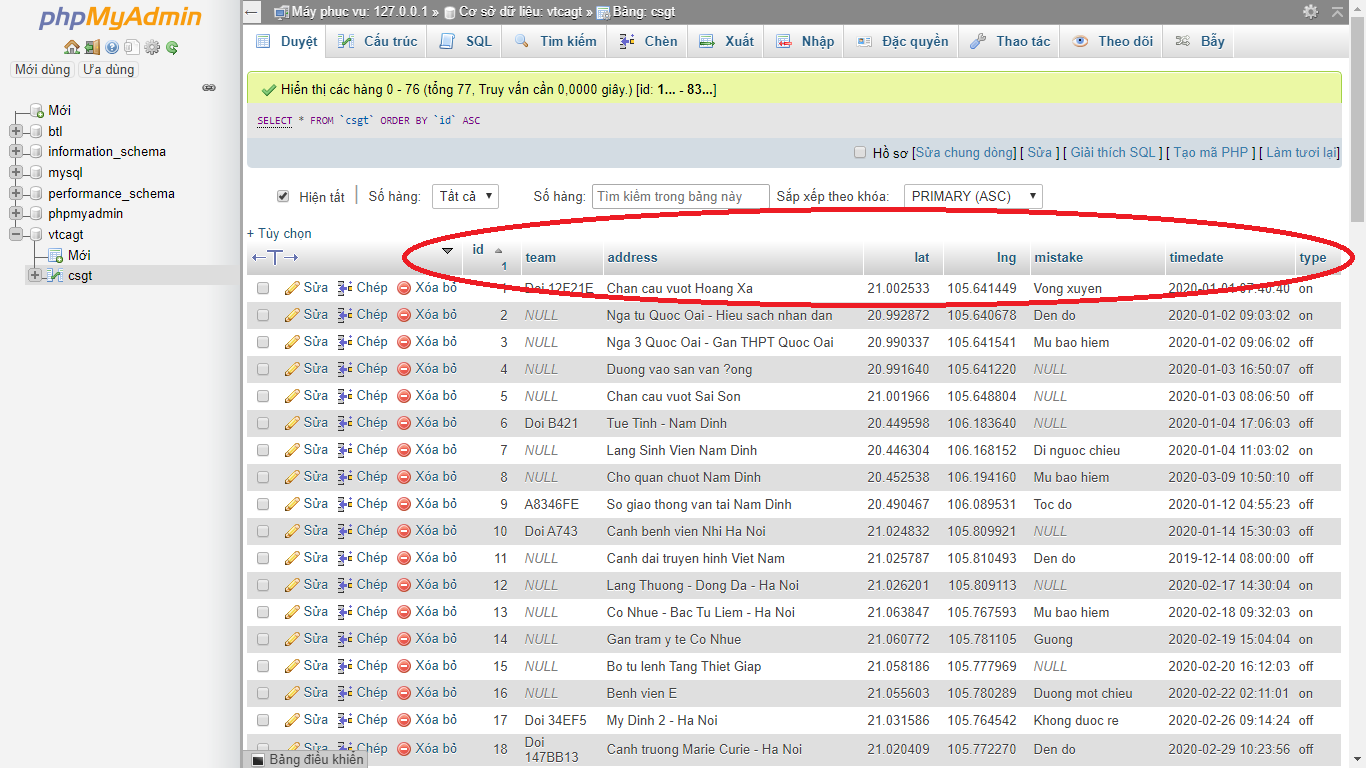 phpMyAdmin
Mới dùng Ưa dùng
Mới
btl
information_schema
mysql
performance_schema
phpmyadmin
vtcagt
Mới
csgt
Máy phục vụ: 127.0.0.1 » Cơ sở dữ liệu: vtcagt » Bảng: csgt
Duyệt Cấu trúc SQL Tìm kiếm Chèn Xuất Nhập Đặc quyền Thao tác Theo dõi Bẫy
Hiển thị các hàng 0 - 76 (tổng 77, Truy vấn cần 0,0000 giây.) [id: 1... - 83...]
SELECT * FROM `csgt` ORDER BY `id` ASC
Hồ sơ [Sửa chung dòng] [ Sửa ] [ Giải thích SQL ] [ Tạo mã PHP ] [ Làm tươi lại]
Hiện tất Số hàng: Tất cả Số hàng: Tìm kiếm trong bảng này Sắp xếp theo khóa: PRIMARY (ASC)
+ Tùy chọn
←T→ id 1 team address lat lng mistake timedate type
Sửa Chép Xóa bỏ 1 Doi 12F21E Chan cau vuot Hoang Xa 21.002533 105.641449 Vong xuyen 2020-01-01 07:40:40 on
Sửa Chép Xóa bỏ 2 NULL Nga tu Quoc Oai - Hieu sach nhan dan 20.992872 105.640678 Den do 2020-01-02 09:03:02 on
Sửa Chép Xóa bỏ 3 NULL Nga 3 Quoc Oai - Gan THPT Quoc Oai 20.990337 105.641541 Mu bao hiem 2020-01-02 09:06:02 off
Sửa Chép Xóa bỏ 4 NULL Duong vao san van ?ong 20.991640 105.641220 NULL 2020-01-03 16:50:07 off
Sửa Chép Xóa bỏ 5 NULL Chan cau vuot Sai Son 21.001966 105.648804 NULL 2020-01-03 08:06:50 off
Sửa Chép Xóa bỏ 6 Doi B421 Tue Tinh - Nam Dinh 20.449598 106.183640 NULL 2020-01-04 17:06:03 off
Sửa Chép Xóa bỏ 7 NULL Lang Sinh Vien Nam Dinh 20.446304 106.168152 Di nguoc chieu 2020-01-04 11:03:02 on
Sửa Chép Xóa bỏ 8 NULL Cho quan chuot Nam Dinh 20.452538 106.194160 Mu bao hiem 2020-03-09 10:50:10 off
Sửa Chép Xóa bỏ 9 A8346FE So giao thong van tai Nam Dinh 20.490467 106.089531 Toc do 2020-01-12 04:55:23 off
Sửa Chép Xóa bỏ 10 Doi A743 Canh benh vien Nhi Ha Noi 21.024832 105.809921 NULL 2020-01-14 15:30:03 off
Sửa Chép Xóa bỏ 11 NULL Canh dai truyen hinh Viet Nam 21.025787 105.810493 Den do 2019-12-14 08:00:00 off
Sửa Chép Xóa bỏ 12 NULL Lang Thuong - Dong Da - Ha Noi 21.026201 105.809113 NULL 2020-02-17 14:30:04 on
Sửa Chép Xóa bỏ 13 NULL Co Nhue - Bac Tu Liem - Ha Noi 21.063847 105.767593 Mu bao hiem 2020-02-18 09:32:03 on
Sửa Chép Xóa bỏ 14 NULL Gan tram y te Co Nhue 21.060772 105.781105 Guong 2020-02-19 15:04:04 on
Sửa Chép Xóa bỏ 15 NULL Bo tu lenh Tang Thiet Giap 21.058186 105.777969 NULL 2020-02-20 16:12:03 off
Sửa Chép Xóa bỏ 16 NULL Benh vien E 21.055603 105.780289 Duong mot chieu 2020-02-22 02:11:01 on
Sửa Chép Xóa bỏ 17 Doi 34EF5 My Dinh 2 - Ha Noi 21.031586 105.764542 Khong duoc re 2020-02-26 09:14:24 off
Sửa Chép Xóa bỏ 18 Doi 147BB13 Canh truong Marie Curie - Ha Noi 21.020409 105.772270 Den do 2020-02-29 10:23:56 off
Bảng điều khiển